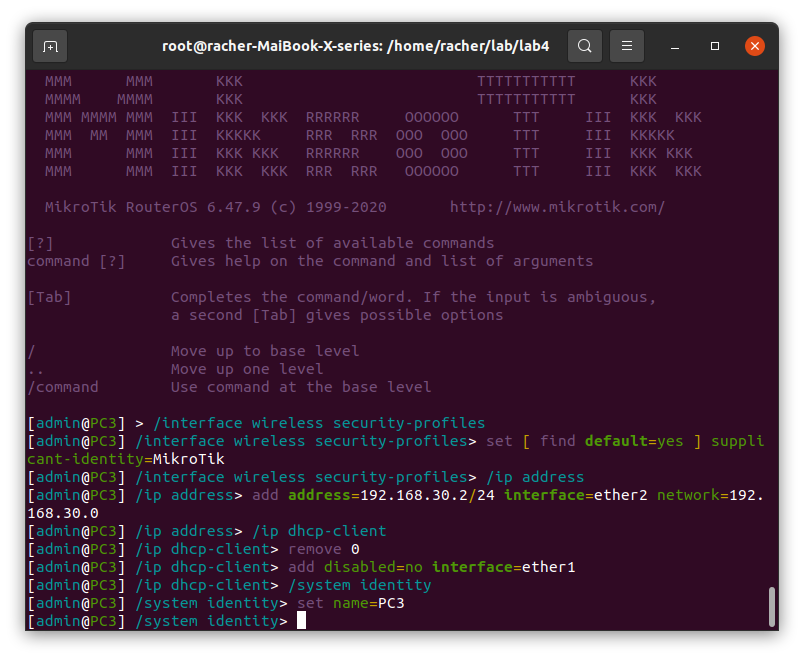 root@racher-MaiBook-X-series: /home/racher/lab/lab4
MMM      MMM       KKK                          TTTTTTTTTTT      KKK
MMMM    MMMM       KKK                          TTTTTTTTTTT      KKK
MMM MMMM MMM  III  KKK  KKK  RRRRRR     OOOOOO      TTT     III  KKK  KKK
MMM  MM  MMM  III  KKKKK     RRR  RRR  OOO  OOO     TTT     III  KKKKK
MMM      MMM  III  KKK KKK   RRRRRR    OOO  OOO     TTT     III  KKK KKK
MMM      MMM  III  KKK  KKK  RRR  RRR   OOOOOO      TTT     III  KKK  KKK
MikroTik RouterOS 6.47.9 (c) 1999-2020       http://www.mikrotik.com/
[?]             Gives the list of available commands
command [?]     Gives help on the command and list of arguments
[Tab]           Completes the command/word. If the input is ambiguous,
a second [Tab] gives possible options
/               Move up to base level
..              Move up one level
/command        Use command at the base level
[admin@PC3] > /interface wireless security-profiles
[admin@PC3] /interface wireless security-profiles> set [ find default=yes ] suppli
cant-identity=MikroTik
[admin@PC3] /interface wireless security-profiles> /ip address
[admin@PC3] /ip address> add address=192.168.30.2/24 interface=ether2 network=192.
168.30.0
[admin@PC3] /ip address> /ip dhcp-client
[admin@PC3] /ip dhcp-client> remove 0
[admin@PC3] /ip dhcp-client> add disabled=no interface=ether1
[admin@PC3] /ip dhcp-client> /system identity
[admin@PC3] /system identity> set name=PC3
[admin@PC3] /system identity>